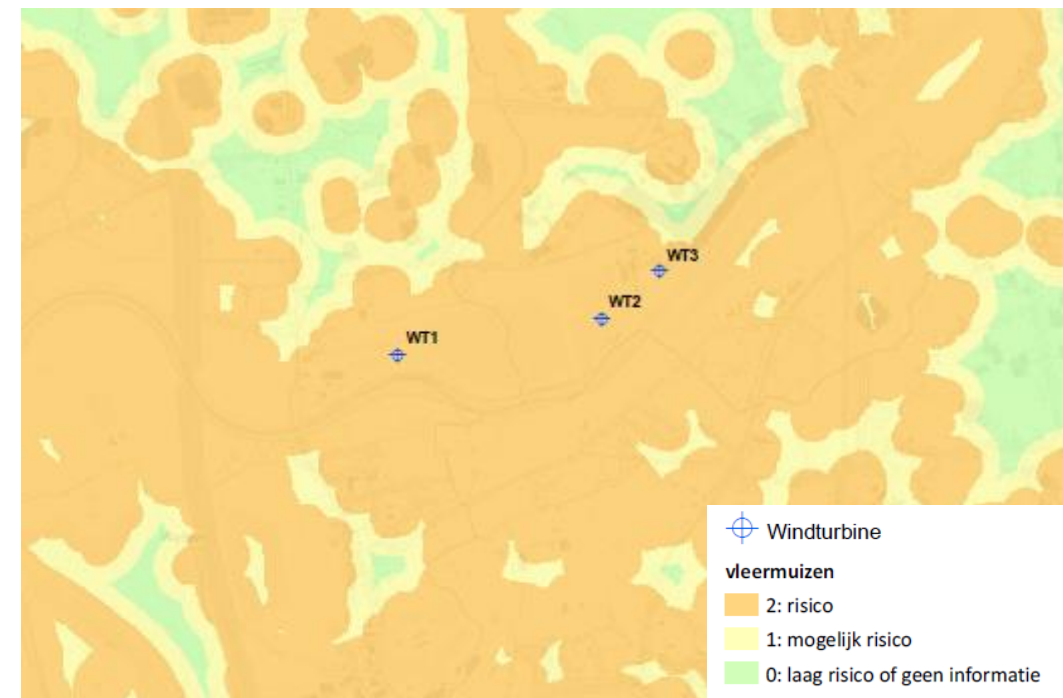 WT3
WT2
WT1
Windturbine
vleermuizen
2: risico
1: mogelijk risico
0: laag risico of geen informatie